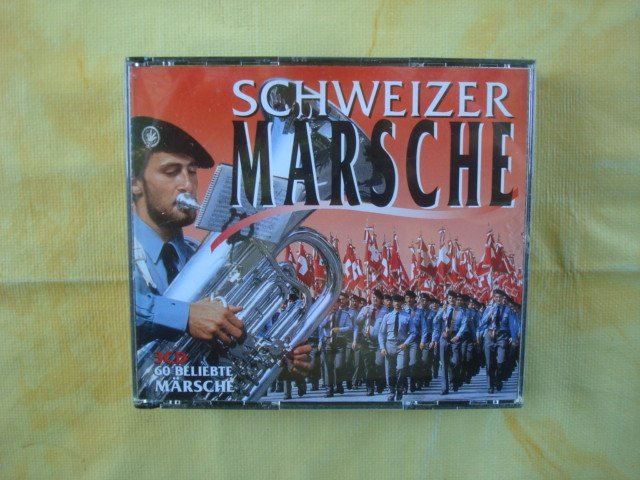 SCHWEIZER
MÄRSCHE
3CD
60 BELIEBTE
MÄRSCHE